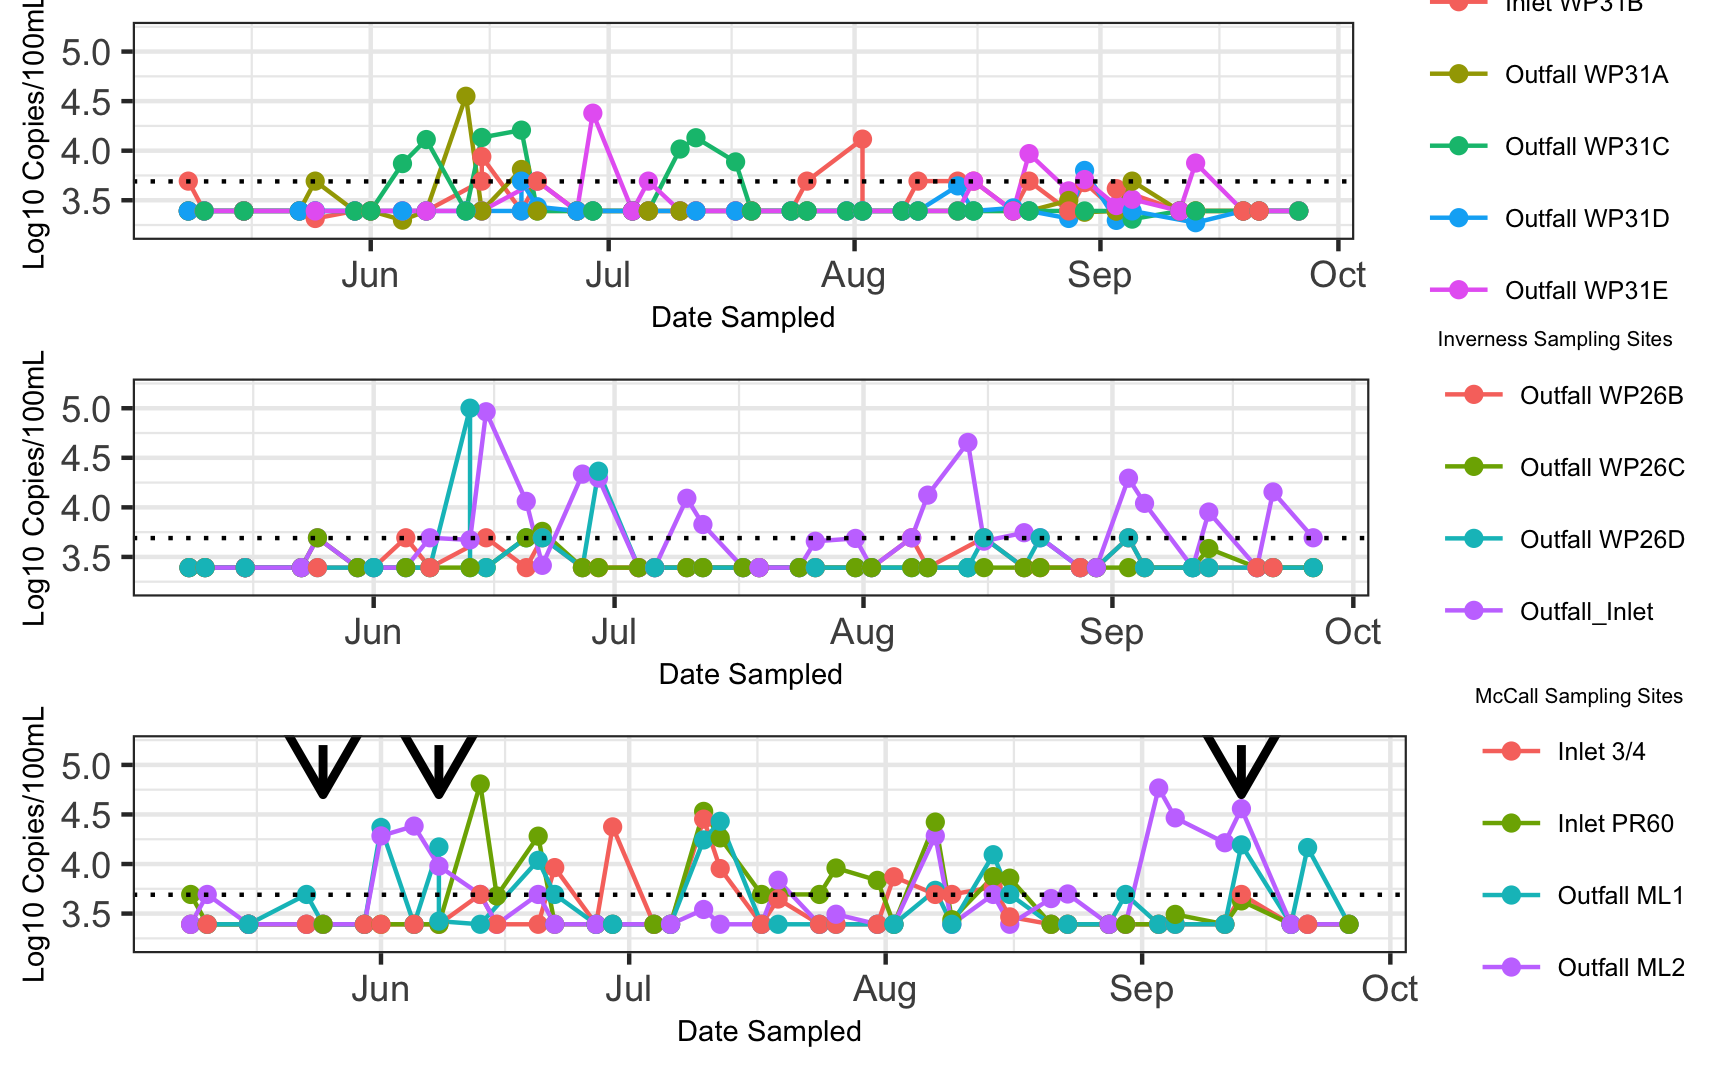 Inlet WP31B
Log10 Copies/100mL
5.0
4.5
4.0
3.5
Jun Jul Aug Sep Oct
Date Sampled
Outfall WP31A
Outfall WP31C
Outfall WP31D
Outfall WP31E
Inverness Sampling Sites
Log10 Copies/100mL
5.0
4.5
4.0
3.5
Jun Jul Aug Sep Oct
Date Sampled
Outfall WP26B
Outfall WP26C
Outfall WP26D
Outfall_Inlet
McCall Sampling Sites
Log10 Copies/100mL
5.0
4.5
4.0
3.5
Jun Jul Aug Sep Oct
Date Sampled
Inlet 3/4
Inlet PR60
Outfall ML1
Outfall ML2